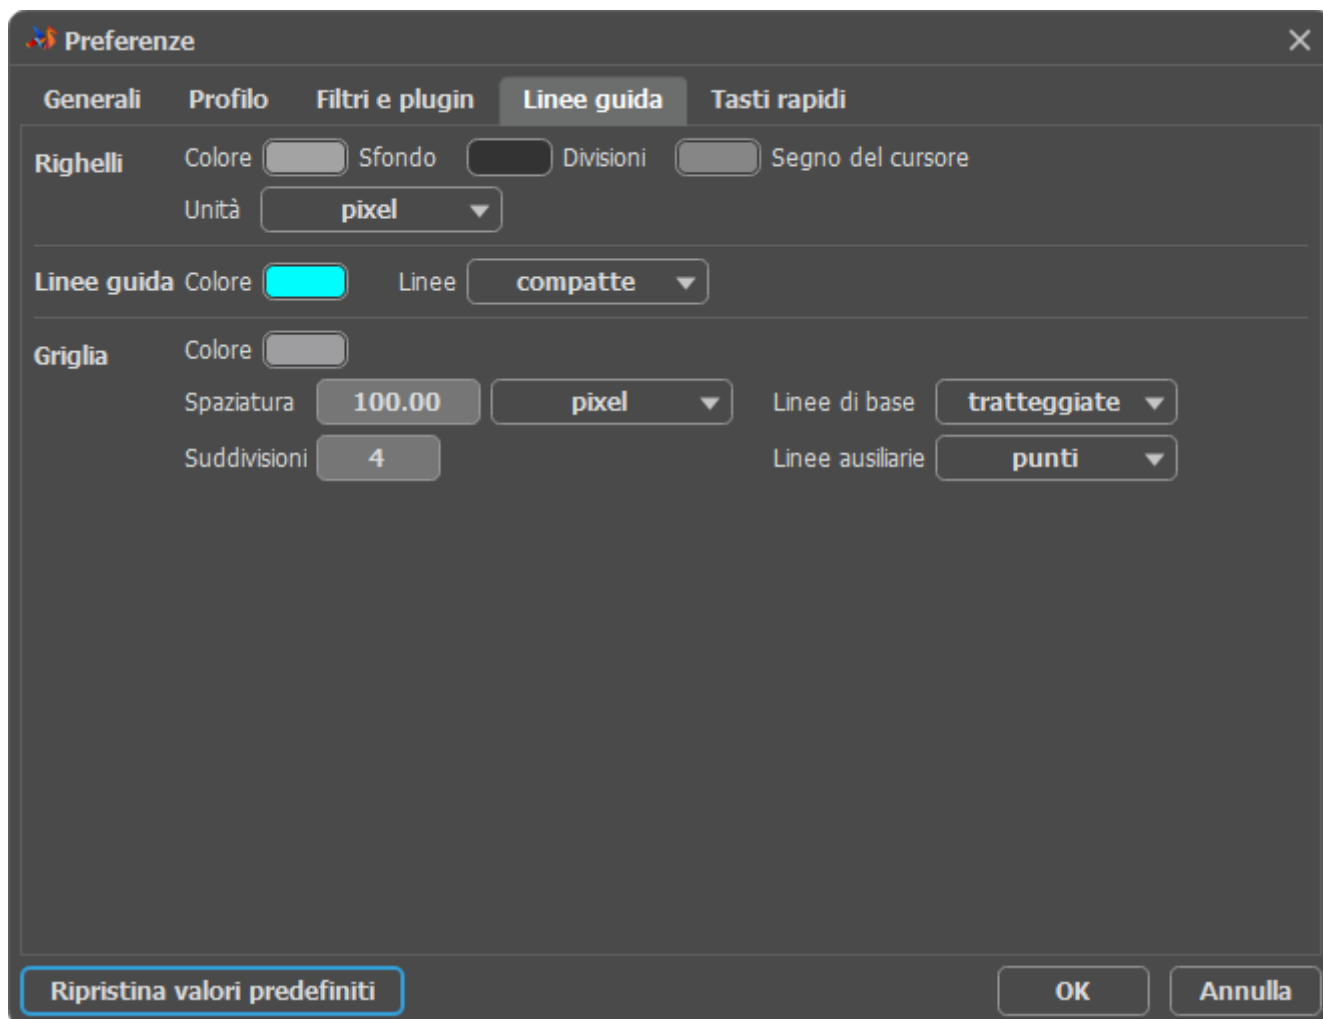 Preferenze
Generali Profilo Filtri e plugin Linee guida Tasti rapidi
Righelli Colore Sfondo Divisioni Segno del cursore
Unità pixel
Linee guida Colore Linee compatte
Griglia Colore
Spaziatura 100.00 pixel Linee di base tratteggiate
Suddivisioni 4 Linee ausiliarie punti
Ripristina valori predefiniti OK Annulla